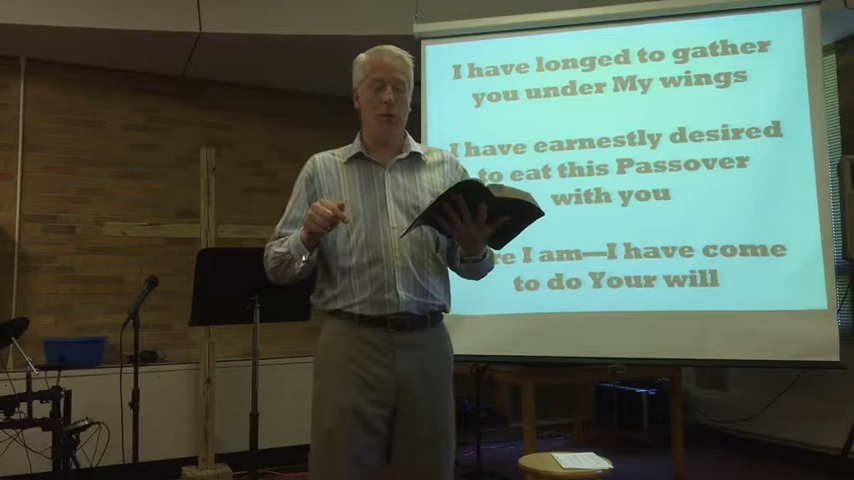 I have longed to gather
you under My wings
I have earnestly desired
to eat this Passover
with you
I am—I have come
to do Your will